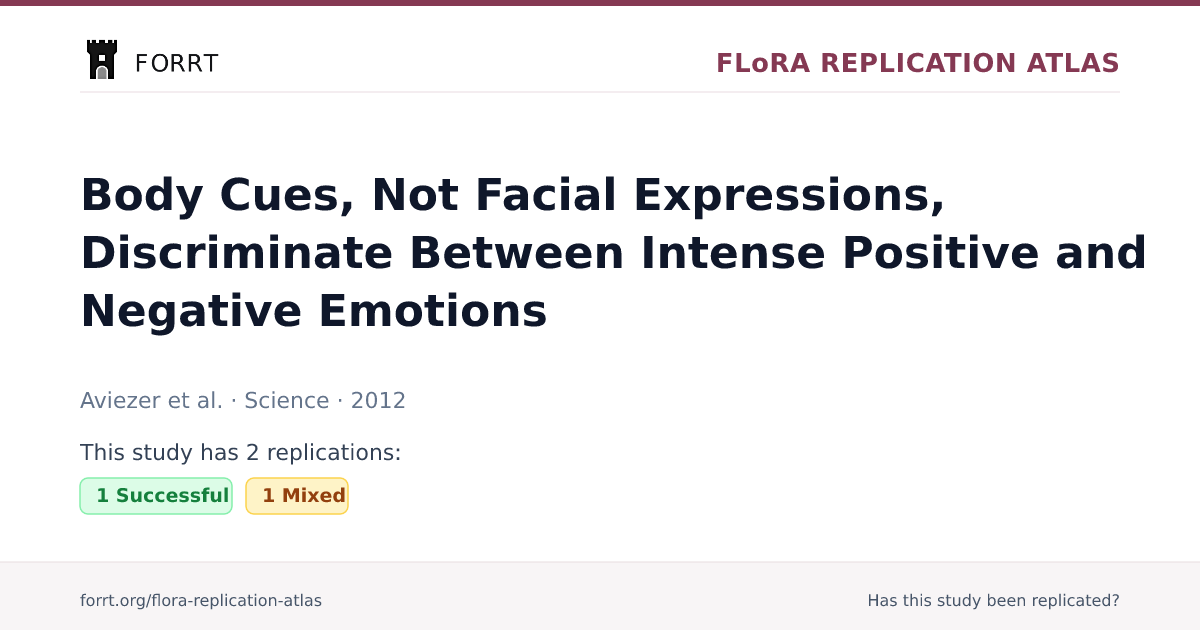 FORRT
FLoRA REPLICATION ATLAS
Body Cues, Not Facial Expressions,
Discriminate Between Intense Positive and
Negative Emotions
Aviezer et al. · Science · 2012
This study has 2 replications:
1 Successful
1 Mixed
forrt.org/flora-replication-atlas
Has this study been replicated?